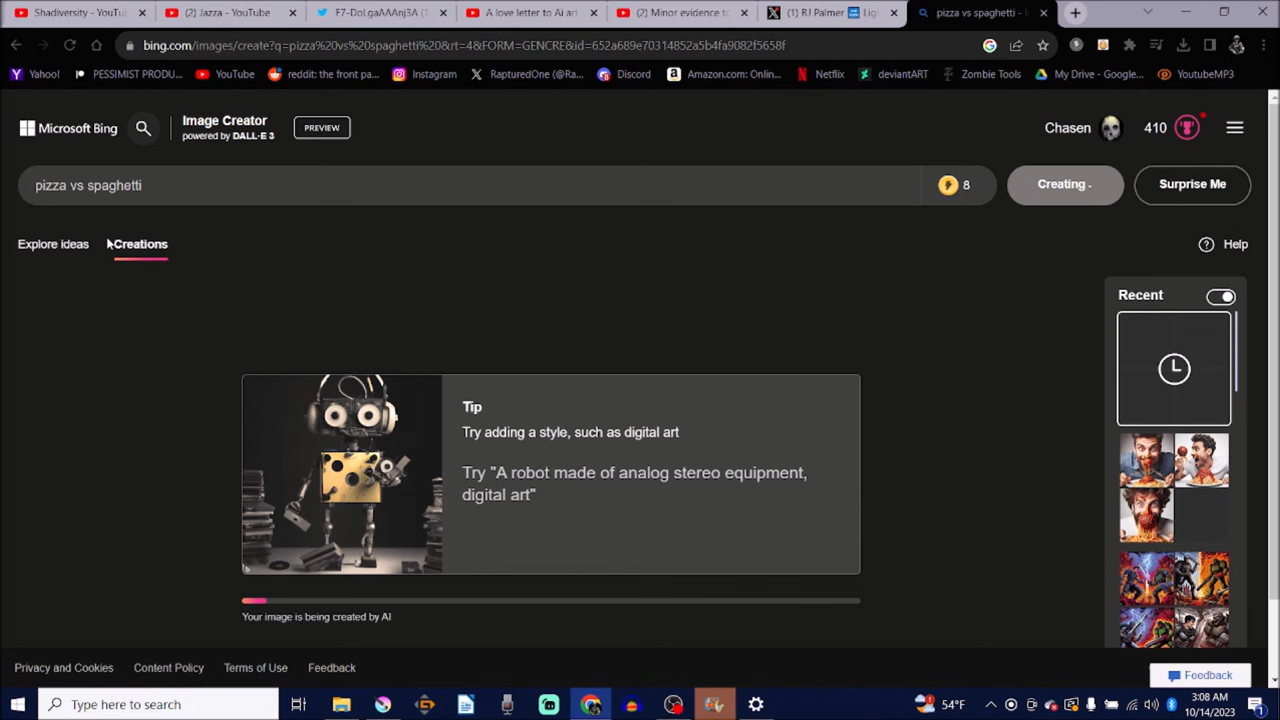 Shadiversity - YouTu
(2) Jazza - YouTube
F7-DoLgaAAAnj3A (1
A love letter to Ai art
(2) Minor evidence to
(1) RJ Palmer
Lig
pizza vs spaghetti - I
bing.com/images/create?q=pizza%20vs%20spaghetti%20&rt=4&FORM=GENCRE&id=652a689e70314852a5b4fa9082f5658f
Yahoo!
PESSIMIST PRODU...
YouTube
reddit: the front pa...
Instagram
RapturedOne (@Ra...
Discord
Amazon.com: Onlin...
Netflix
deviantART
Zombie Tools
My Drive - Google...
YoutubeMP3
Microsoft Bing
Image Creator
powered by DALL·E 3
PREVIEW
Chasen
410
pizza vs spaghetti
8
Creating .
Surprise Me
Explore ideas
Creations
Help
Recent
Tip
Try adding a style, such as digital art
Try "A robot made of analog stereo equipment,
digital art"
Your image is being created by AI
Privacy and Cookies
Content Policy
Terms of Use
Feedback
Feedback
Type here to search
54°F
3:08 AM
10/14/2023
1